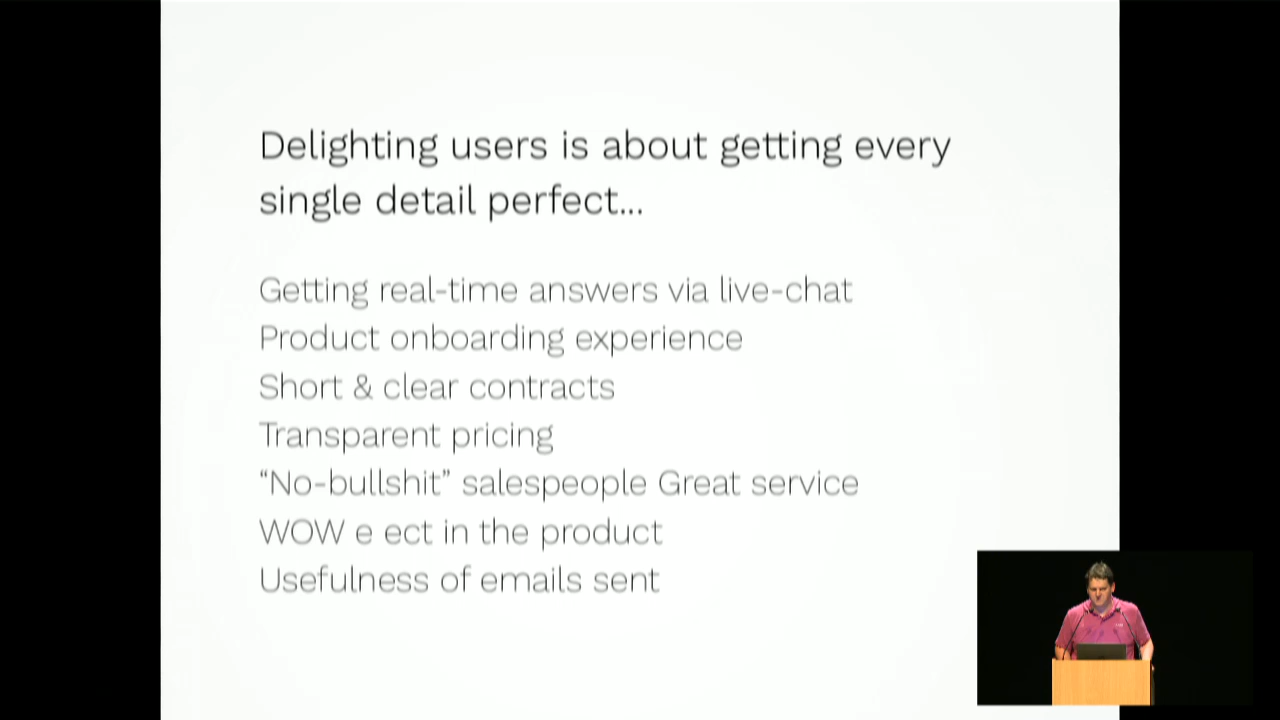 Delighting users is about getting every
single detail perfect...
Getting real-time answers via live-chat
Product onboarding experience
Short & clear contracts
Transparent pricing
“No-bullshit” salespeople Great service
WOW e ect in the product
Usefulness of emails sent